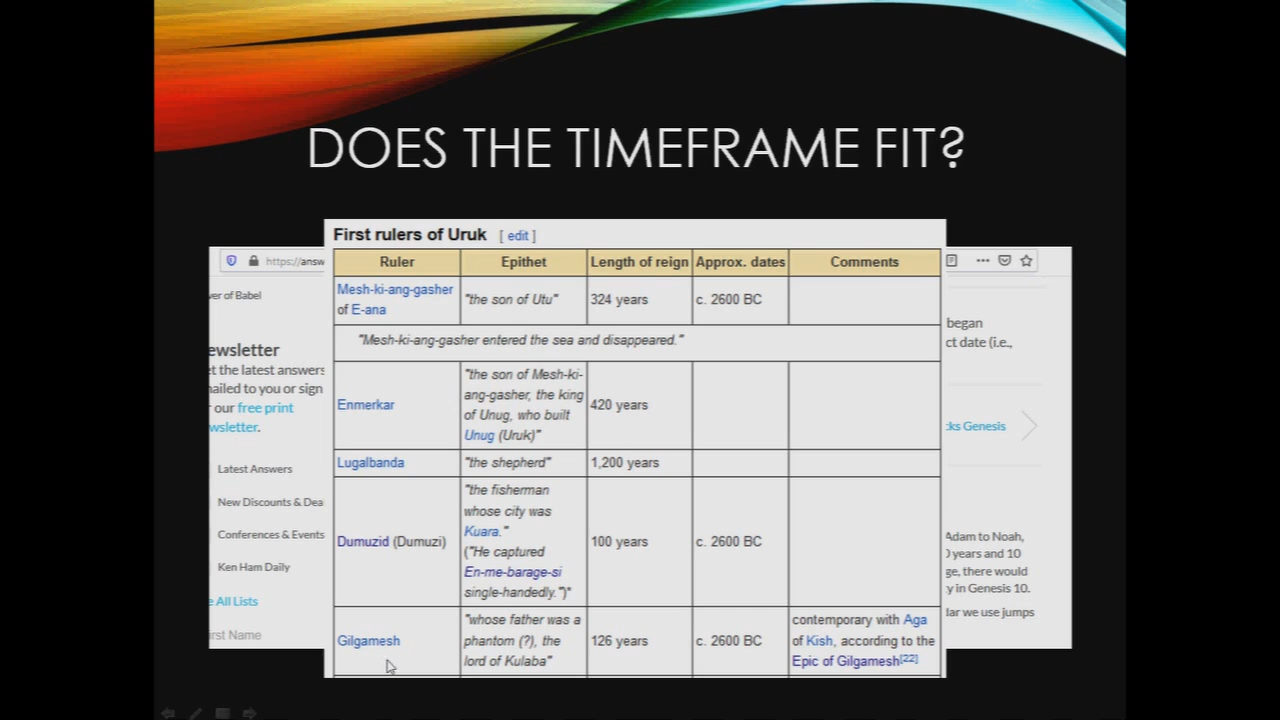 DOES THE TIMEFRAME FIT?
First rulers of Uruk [ edit ]
Ruler Epithet Length of reign Approx. dates Comments
Mesh-ki-ang-gasher
of E-ana
"the son of Utu"
324 years
c. 2600 BC
"Mesh-ki-ang-gasher entered the sea and disappeared."
Enmerkar
"the son of Mesh-ki-
ang-gasher, the king
of Unug, who built
Unug (Uruk)"
420 years
Lugalbanda
"the shepherd"
1,200 years
Dumuzid (Dumuzi)
"the fisherman
whose city was
Kuara."
("He captured
En-me-barage-si
single-handedly.")"
100 years
c. 2600 BC
Gilgamesh
"whose father was a
phantom (?), the
lord of Kulaba"
126 years
c. 2600 BC
contemporary with Aga
of Kish, according to the
Epic of Gilgamesh[22]
https://answ
ver of Babel
ewsletter
et the latest answers
nailed to you or sign
r our free print
wsletter.
Latest Answers
New Discounts & Dea
Conferences & Events
Ken Ham Daily
e All Lists
irst Name
began
ct date (i.e.,
cks Genesis
Adam to Noah,
0 years and 10
ge, there would
y in Genesis 10.
dar we use jumps